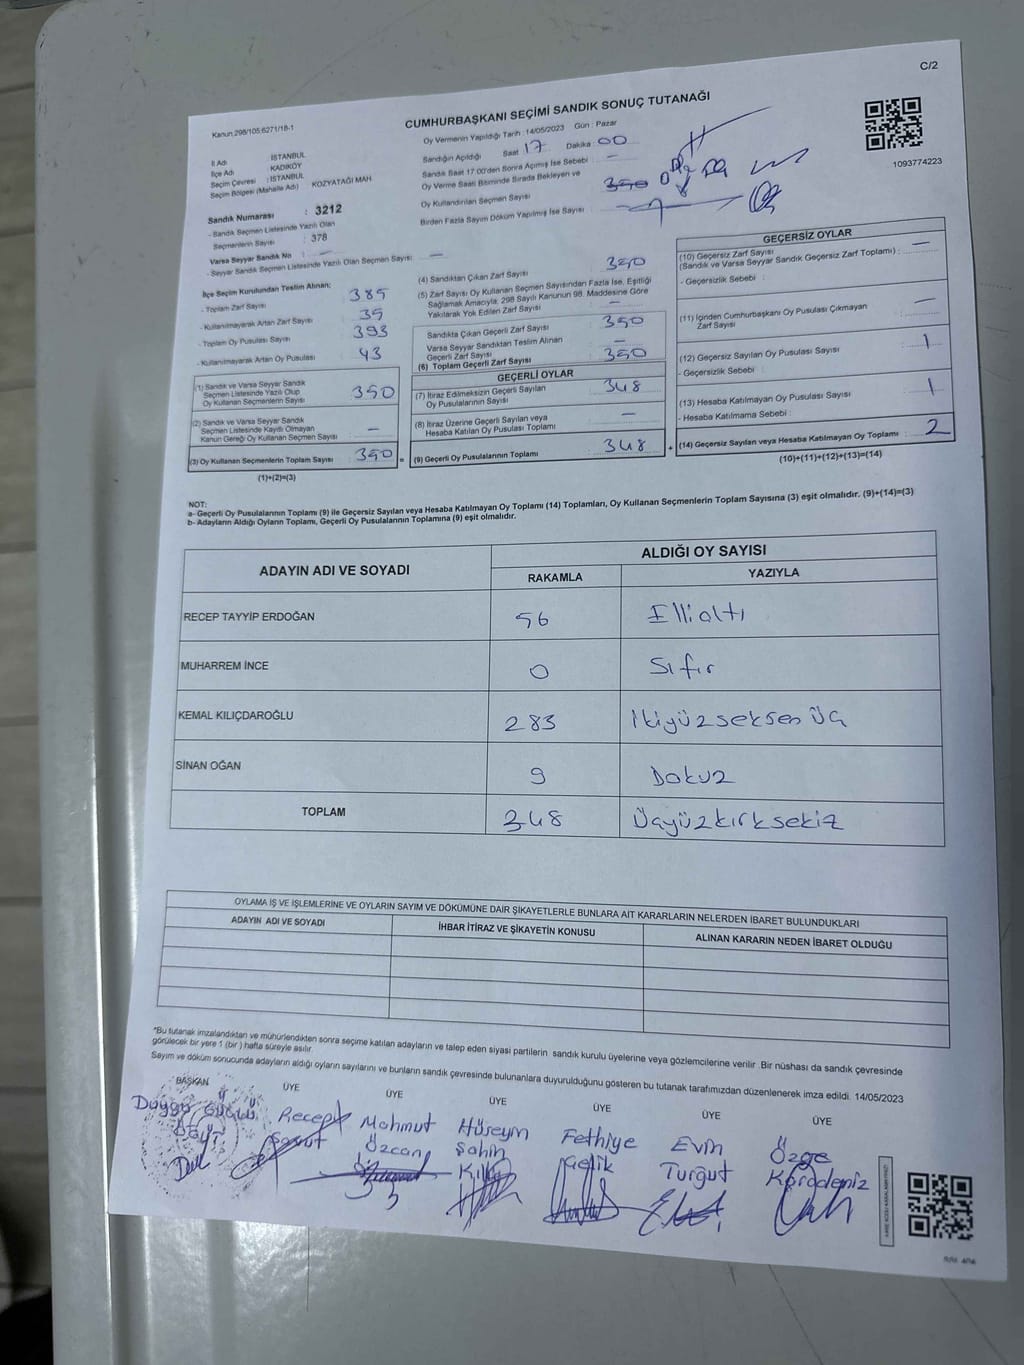 C/2
Kanun,298/105;6271/18-1
CUMHURBAŞKANI SEÇİMİ SANDIK SONUÇ TUTANAĞI
Oy Vermenin Yapıldığı Tarih : 14/05/2023 Gün : Pazar
1093774223
İl Adı İSTANBUL
İlçe Adı KADIKÖY
Seçim Çevresi : İSTANBUL
Seçim Bölgesi (Mahalle Adı) KOZYATAĞI MAH.
Sandık Numarası : 3212
- Sandık Seçmen Listesinde Yazılı Olan
Seçmenlerin Sayısı : 378
Varsa Seyyar Sandık No
- Seyyar Sandık Seçmen Listesinde Yazılı Olan Seçmen Sayısı : —
Sandığın Açıldığı Saat 17 Dakika 00
Sandık Saat 17:00'den Sonra Açımış İse Sebebi : —
Oy Verme Saati Bitiminde Sırada Bekleyen ve
Oy Kullandırılan Seçmen Sayısı : 350 0
Birden Fazla Sayım Döküm Yapılmış İse Sayısı : —
İlçe Seçim Kurulundan Teslim Alınan:
- Toplam Zarf Sayısı 385
- Kullanılmayarak Artan Zarf Sayısı 35
- Toplam Oy Pusulası 393
- Kullanılmayarak Artan Oy Pusulası 43
(1) Sandık ve Varsa Seyyar Sandık
Seçmen Listesinde Yazılı Olup
Oy Kullanan Seçmenlerin Sayısı 350
(2) Sandık ve Varsa Seyyar Sandık
Seçmen Listesinde Kaydı Olmayan
Kanun Gereği Oy Kullanan Seçmen Sayısı : —
(3) Oy Kullanan Seçmenlerin Toplam Sayısı : 350
(1)+(2)=(3)
(4) Sandıktan Çıkan Zarf Sayısı : 350
(5) Zarf Sayısı Oy Kullanan Seçmen Sayısından Fazla İse, Eşitliği
Sağlamak Amacıyla, 298 Sayılı Kanunun 98. Maddesine Göre
Yakılarak Yok Edilen Zarf Sayısı : —
Sandıkta Çıkan Geçerli Zarf Sayısı : 350
Varsa Seyyar Sandıktan Teslim Alınan
Geçerli Zarf Sayısı : —
(6) Toplam Geçerli Zarf Sayısı : 350
GEÇERLİ OYLAR
(7) İtiraz Edilmeksizin Geçerli Sayılan
Oy Pusulalarının Sayısı : 348
(8) İtiraz Üzerine Geçerli Sayılan veya
Hesaba Katılan Oy Pusulası Toplamı : —
= (9) Geçerli Oy Pusulalarının Toplamı : 348 +
GEÇERSİZ OYLAR
(10) Geçersiz Zarf Sayısı
(Sandık ve Varsa Seyyar Sandık Geçersiz Zarf Toplamı) : —
- Geçersizlik Sebebi :
(11) İçinden Cumhurbaşkanı Oy Pusulası Çıkmayan
Zarf Sayısı : —
(12) Geçersiz Sayılan Oy Pusulası Sayısı : 1
- Geçersizlik Sebebi :
(13) Hesaba Katılmayan Oy Pusulası Sayısı : 1
- Hesaba Katılmama Sebebi :
(14) Geçersiz Sayılan veya Hesaba Katılmayan Oy Toplamı : 2
(10)+(11)+(12)+(13)=(14)
NOT:
a- Geçerli Oy Pusulalarının Toplamı (9) ile Geçersiz Sayılan veya Hesaba Katılmayan Oy Toplamı (14) Toplamları, Oy Kullanan Seçmenlerin Toplam Sayısına (3) eşit olmalıdır. (9)+(14)=(3)
b- Adayların Aldığı Oyların Toplamı, Geçerli Oy Pusulalarının Toplamına (9) eşit olmalıdır.
ADAYIN ADI VE SOYADI ALDIĞI OY SAYISI
RAKAMLA YAZIYLA
RECEP TAYYİP ERDOĞAN 56 Ellialtı
MUHARREM İNCE 0 Sıfır
KEMAL KILIÇDAROĞLU 283 İkiyüzseksen Üç
SİNAN OĞAN 9 Dokuz
TOPLAM 348 Üçyüzkırksekiz
OYLAMA İŞ VE İŞLEMLERİNE VE OYLARIN SAYIM VE DÖKÜMÜNE DAİR ŞİKAYETLERLE BUNLARA AİT KARARLARIN NELERDEN İBARET BULUNDUKLARI
ADAYIN ADI VE SOYADI İHBAR İTİRAZ VE ŞİKAYETİN KONUSU ALINAN KARARIN NEDEN İBARET OLDUĞU
*Bu tutanak imzalandıktan ve mühürlendikten sonra seçime katılan adayların ve talep eden siyasi partilerin sandık kurulu üyelerine veya gözlemcilerine verilir. Bir nüshası da sandık çevresinde
görülecek bir yere 1 (bir ) hafta süreyle asılır.
Sayım ve döküm sonucunda adayların aldığı oyların sayılarını ve bunların sandık çevresinde bulunanlara duyurulduğunu gösteren bu tutanak tarafımızdan düzenlenerek imza edildi. 14/05/2023
BAŞKAN ÜYE ÜYE ÜYE ÜYE ÜYE ÜYE
Duygu Güçlü Recep Mahmut Hüseyin Fethiye Evin Özge
Özcan Şahin Çelik Turgut Karadeniz